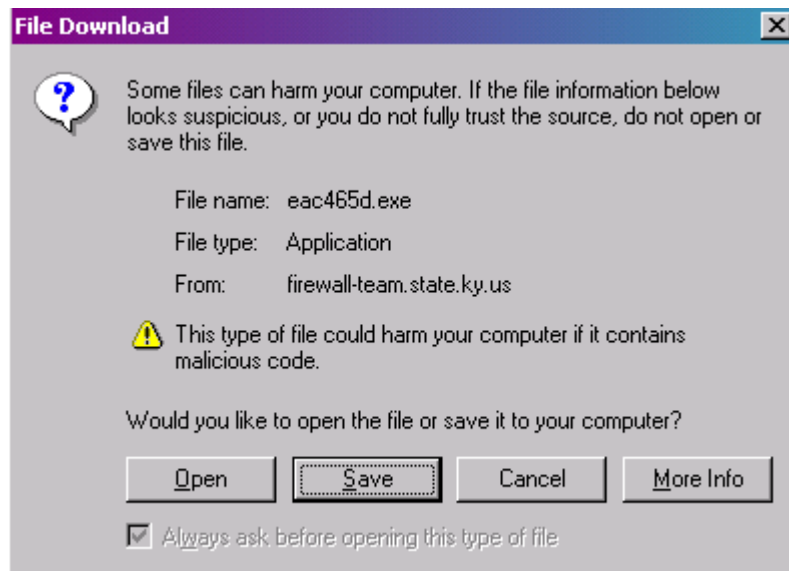 File Download
Some files can harm your computer. If the file information below
looks suspicious, or you do not fully trust the source, do not open or
save this file.
File name: eac465d.exe
File type: Application
From: firewall-team.state.ky.us
This type of file could harm your computer if it contains
malicious code.
Would you like to open the file or save it to your computer?
Open Save Cancel More Info
Always ask before opening this type of file